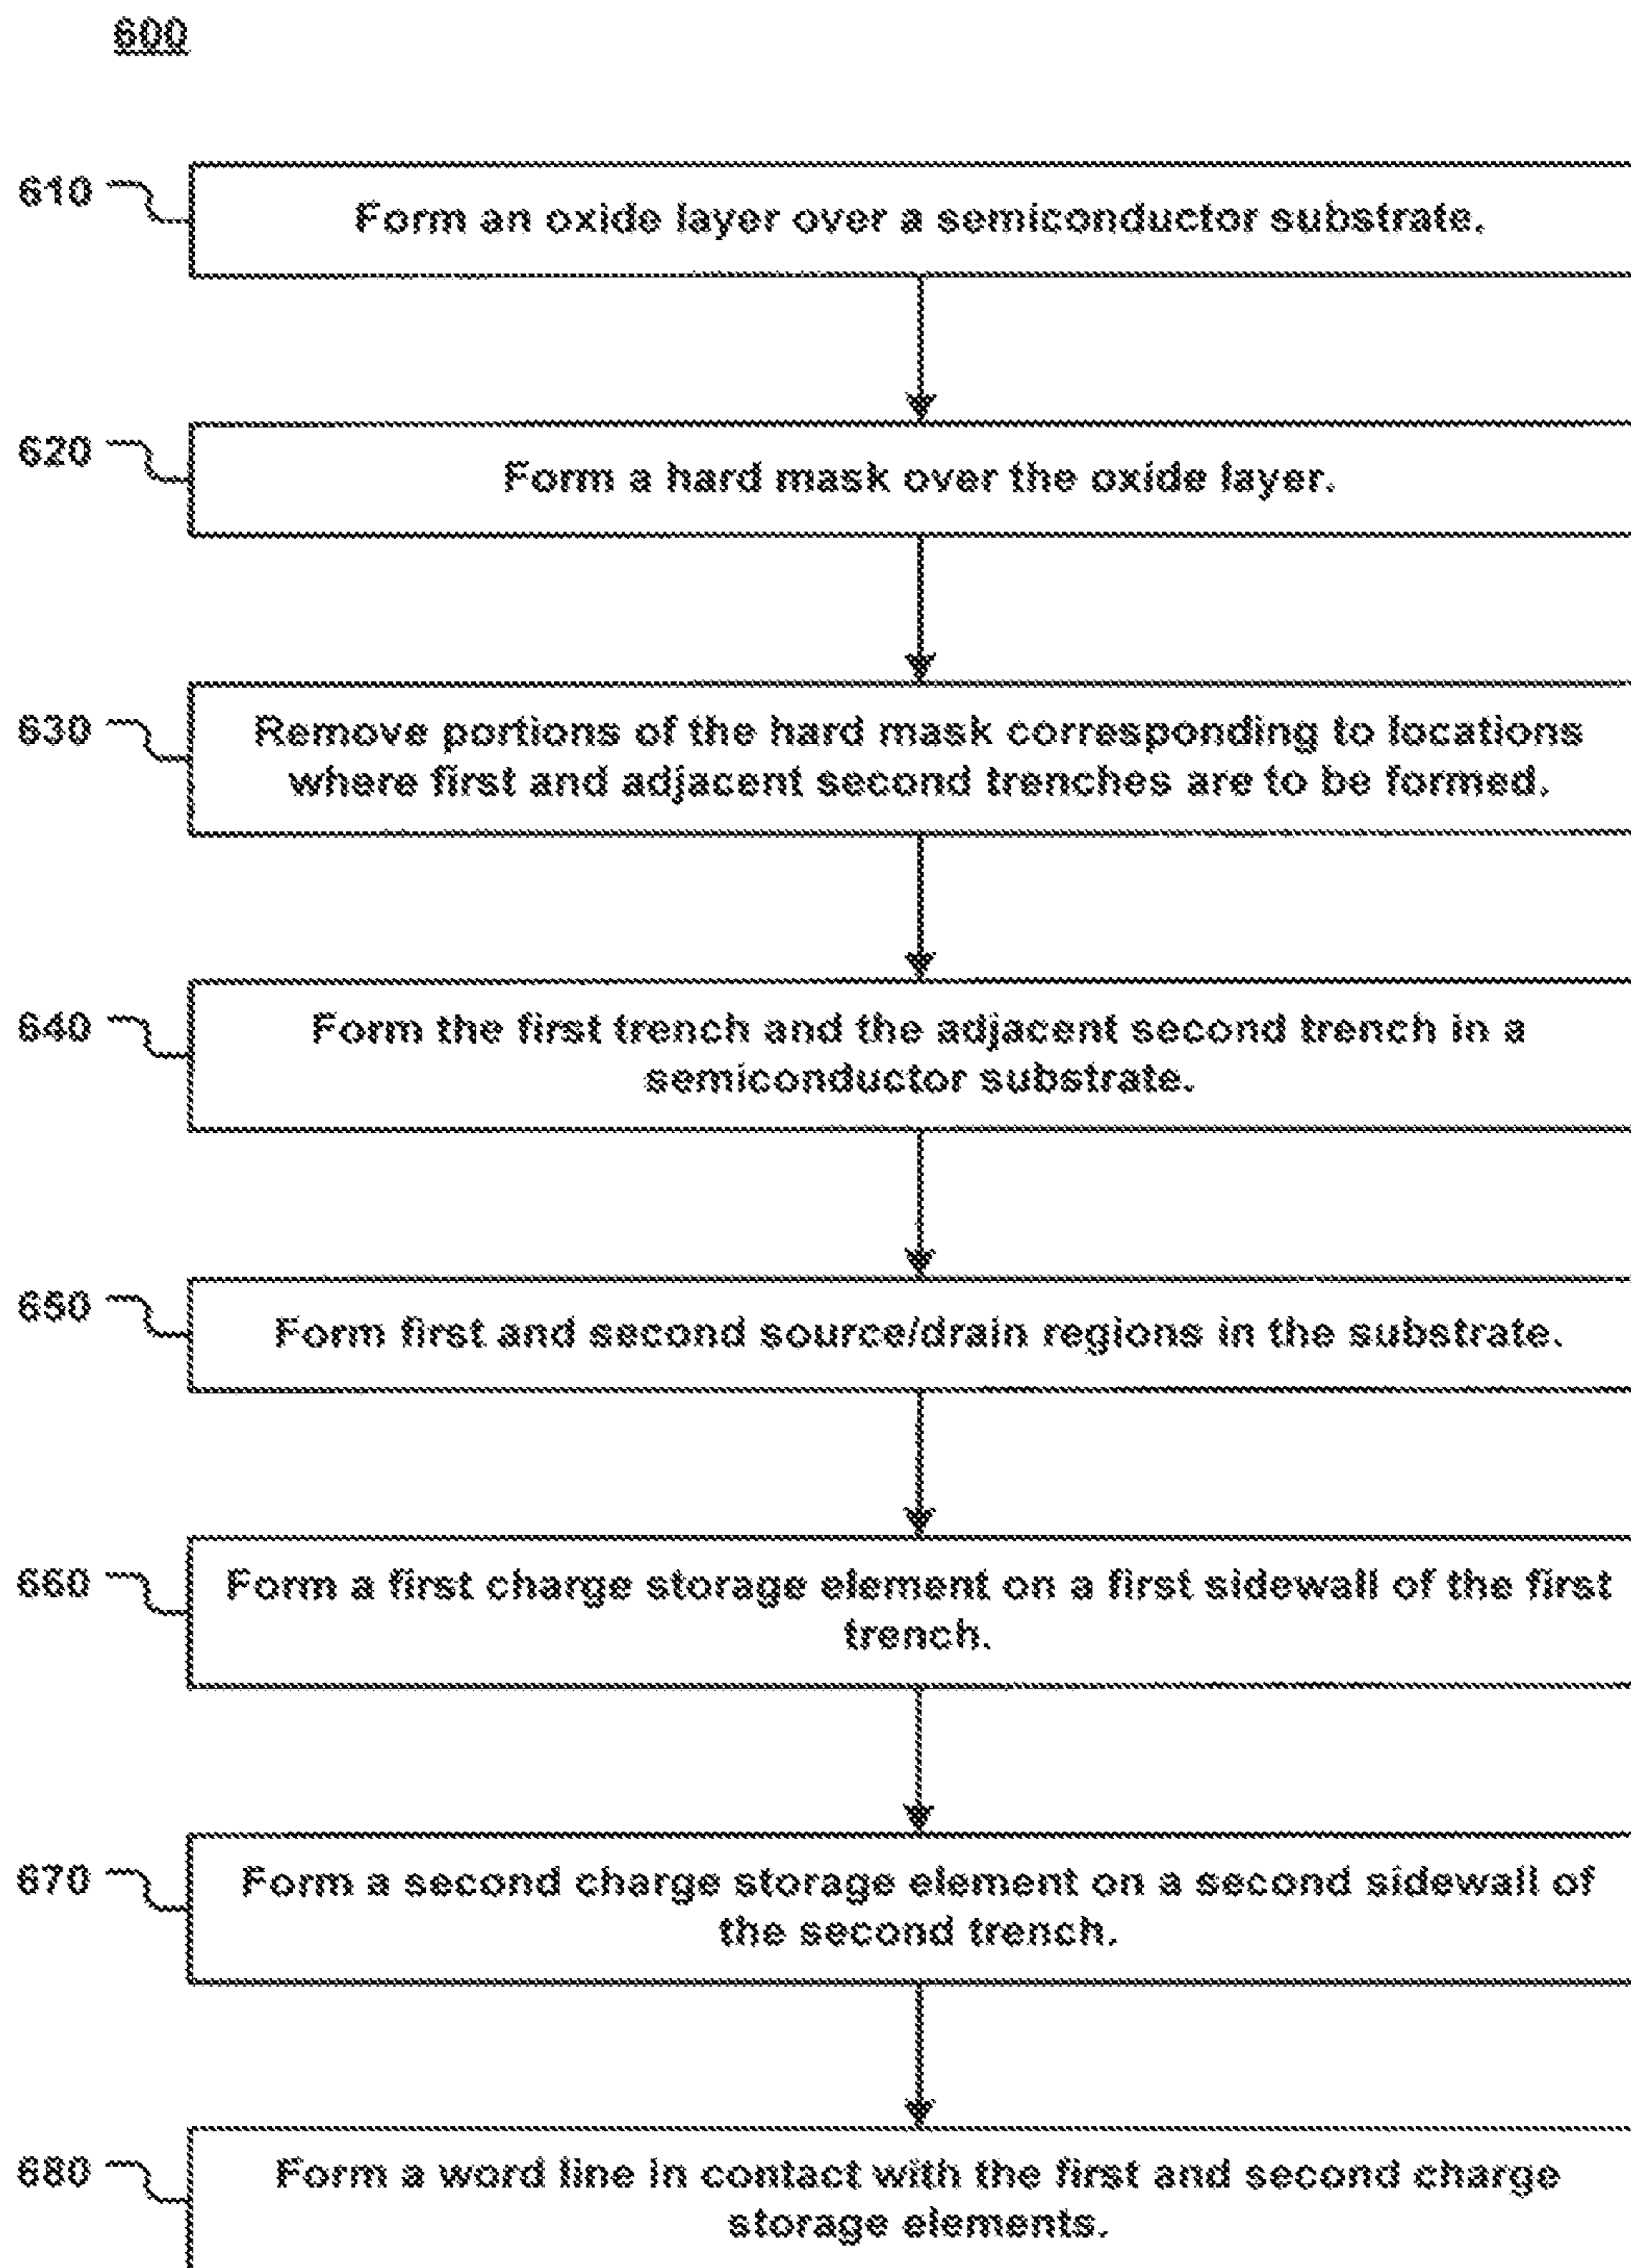 600
610
Form an oxide layer over a semiconductor substrate.
620
Form a hard mask over the oxide layer.
630
Remove portions of the hard mask corresponding to locations
where first and adjacent second trenches are to be formed.
640
Form the first trench and the adjacent second trench in a
semiconductor substrate.
650
Form first and second source/drain regions in the substrate.
660
Form a first charge storage element on a first sidewall of the first
trench.
670
Form a second charge storage element on a second sidewall of
the second trench.
680
Form a word line in contact with the first and second charge
storage elements.